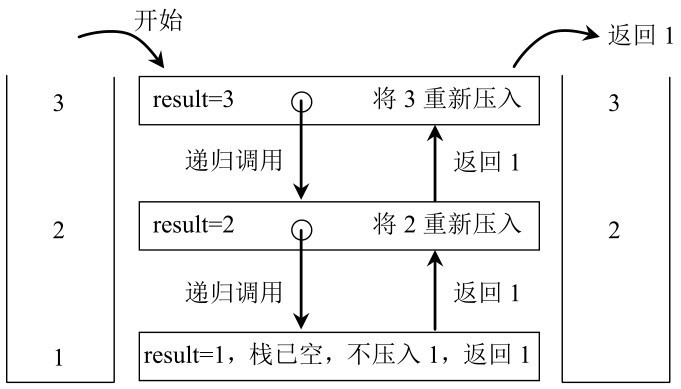 开始
返回 1
3
result=3
将 3 重新压入
3
递归调用
返回 1
2
result=2
将 2 重新压入
2
递归调用
返回 1
1
result=1，栈已空，不压入 1，返回 1